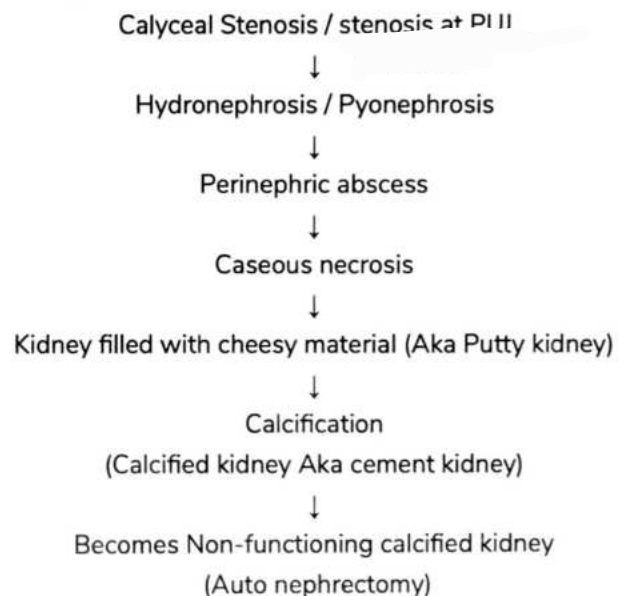 Calyceal Stenosis / stenosis at PUJ
↓
Hydronephrosis / Pyonephrosis
↓
Perinephric abscess
↓
Caseous necrosis
↓
Kidney filled with cheesy material (Aka Putty kidney)
↓
Calcification
(Calcified kidney Aka cement kidney)
↓
Becomes Non-functioning calcified kidney
(Auto nephrectomy)